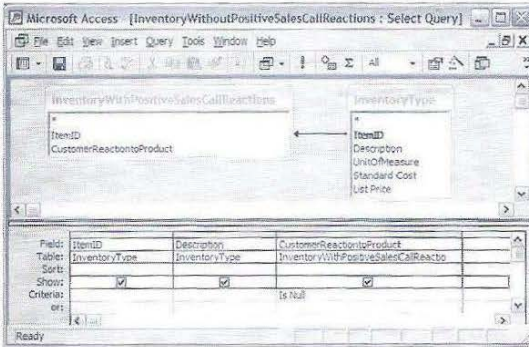 Microsoft Access - [InventoryWithoutPositiveSalesCallReactions : Select Query]
File Edit View Insert Query Tools Window Help
All
InventoryWithPositiveSalesCallReactions
InventoryType
*
*
ItemID
ItemID
CustomerReactiontoProduct
Description
UnitOfMeasure
Standard Cost
List Price
Field: ItemID Description CustomerReactiontoProduct
Table: InventoryType InventoryType InventoryWithPositiveSalesCallReactio
Sort:
Show:
Criteria: Is Null
or:
Ready